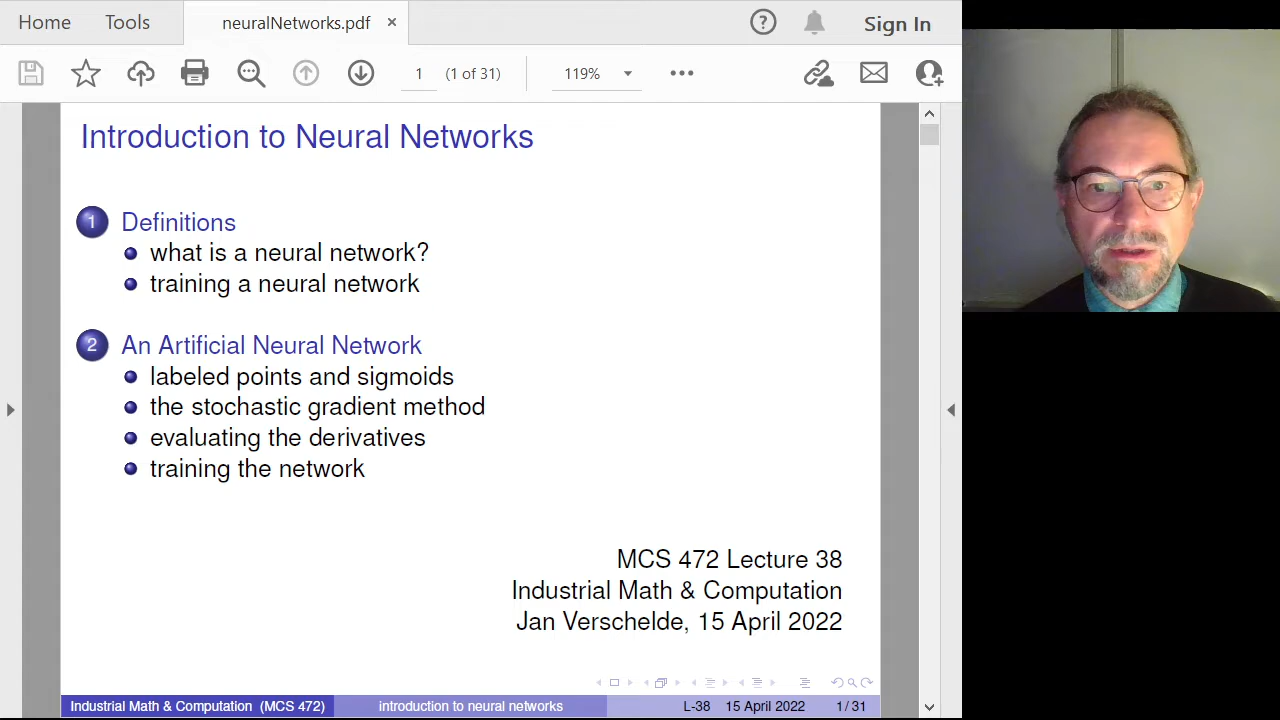 Home
Tools
neuralNetworks.pdf ×
? Sign In
1 (1 of 31) 119%
Introduction to Neural Networks
1 Definitions
what is a neural network?
training a neural network
2 An Artificial Neural Network
labeled points and sigmoids
the stochastic gradient method
evaluating the derivatives
training the network
MCS 472 Lecture 38
Industrial Math & Computation
Jan Verschelde, 15 April 2022
Industrial Math & Computation (MCS 472) introduction to neural networks L-38 15 April 2022 1 / 31